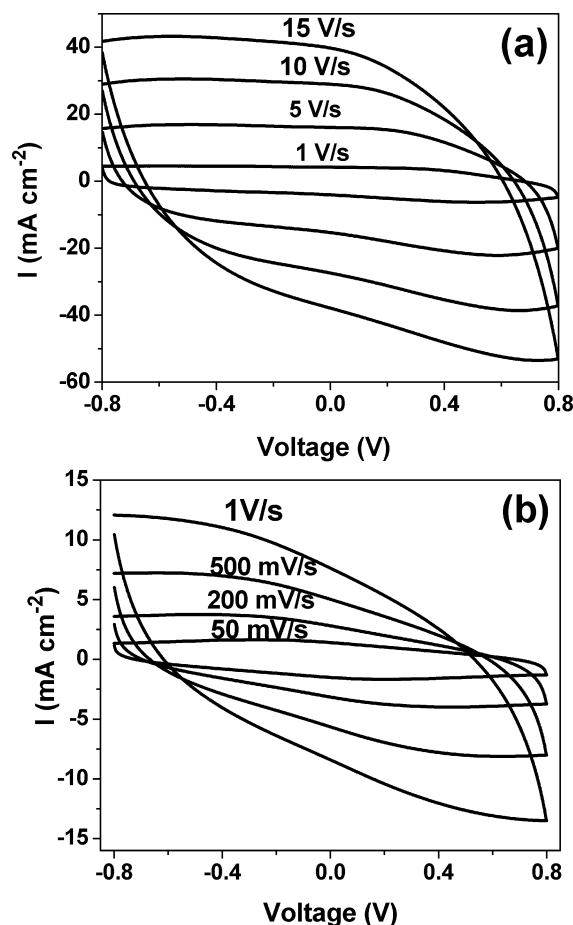 (a)
15 V/s
10 V/s
5 V/s
1 V/s
40
20
0
-20
-40
-60
I (mA cm-2)
-0.8 -0.4 0.0 0.4 0.8
Voltage (V)
(b)
1V/s
500 mV/s
200 mV/s
50 mV/s
15
10
5
0
-5
-10
-15
I (mA cm-2)
-0.8 -0.4 0.0 0.4 0.8
Voltage (V)